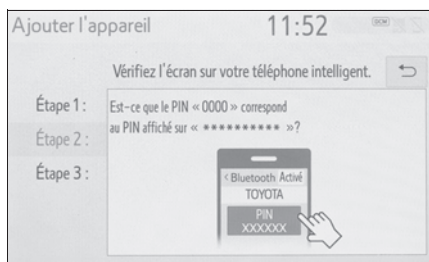 Ajouter l'appareil 11:52 DCM
Vérifiez l'écran sur votre téléphone intelligent.
Étape 1 :
Étape 2 :
Étape 3 :
Est-ce que le PIN « 0000 » correspond
au PIN affiché sur « ********** »?
< Bluetooth Activé
TOYOTA
PIN
XXXXXX